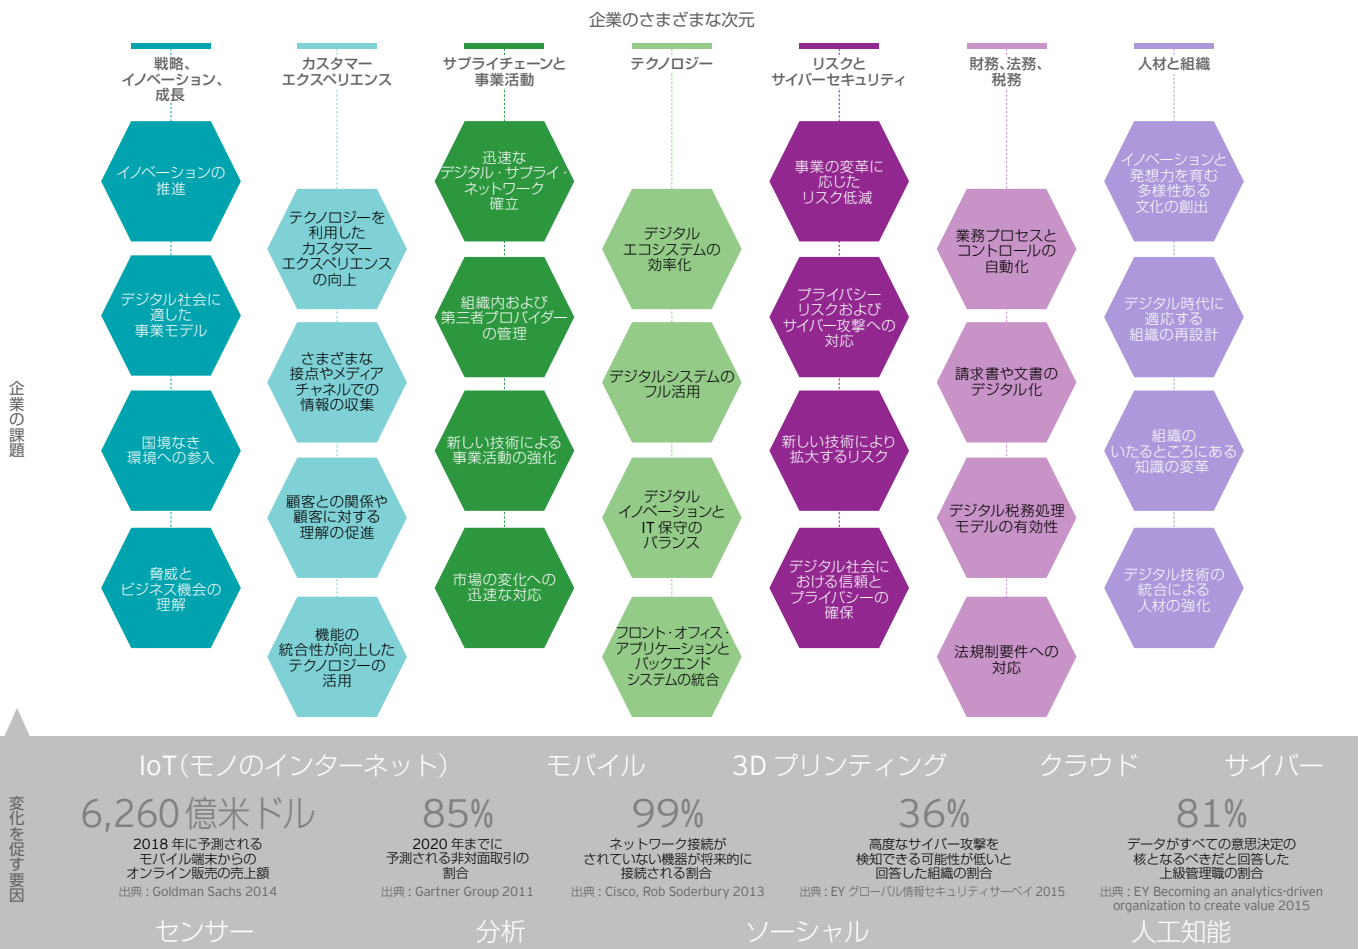 企業のさまざまな次元
戦略、
イノベーション、
成長
カスタマー
エクスペリエンス
サプライチェーンと
事業活動
テクノロジー
リスクと
サイバーセキュリティ
財務、法務、
税務
人材と組織
企業の課題
イノベーションの
推進
デジタル社会に
適した
事業モデル
国境なき
環境への参入
脅威と
ビジネス機会の
理解
テクノロジーを
利用した
カスタマー
エクスペリエンス
の向上
さまざまな
接点やメディア
チャネルでの
情報の収集
顧客との関係や
顧客に対する
理解の促進
機能の
統合性が向上した
テクノロジーの
活用
迅速な
デジタル・サプライ・
ネットワーク
確立
組織内および
第三者プロバイダー
の管理
新しい技術による
事業活動の強化
市場の変化への
迅速な対応
デジタル
エコシステムの
効率化
デジタルシステムの
フル活用
デジタル
イノベーションと
IT 保守の
バランス
フロント・オフィス・
アプリケーションと
バックエンド
システムの統合
事業の変革に
応じた
リスク低減
プライバシー
リスクおよび
サイバー攻撃への
対応
新しい技術により
拡大するリスク
デジタル社会に
おける信頼と
プライバシーの
確保
業務プロセスと
コントロールの
自動化
請求書や文書の
デジタル化
デジタル税務処理
モデルの有効性
法規制要件への
対応
イノベーションと
発想力を育む
多様性ある
文化の創出
デジタル時代に
適応する
組織の再設計
組織の
いたるところにある
知識の変革
デジタル技術の
統合による
人材の強化
変化を促す要因
IoT（モノのインターネット）
モバイル
3D プリンティング
クラウド
サイバー
6,260 億米ドル
2018 年に予測される
モバイル端末からの
オンライン販売の売上額
出典 : Goldman Sachs 2014
85%
2020 年までに
予測される非対面取引の
割合
出典 : Gartner Group 2011
99%
ネットワーク接続が
されていない機器が将来的に
接続される割合
出典 : Cisco, Rob Soderbury 2013
36%
高度なサイバー攻撃を
検知できる可能性が低いと
回答した組織の割合
出典 : EY グローバル情報セキュリティサーベイ 2015
81%
データがすべての意思決定の
核となるべきだと回答した
上級管理職の割合
出典 : EY Becoming an analytics-driven
organization to create value 2015
センサー
分析
ソーシャル
人工知能